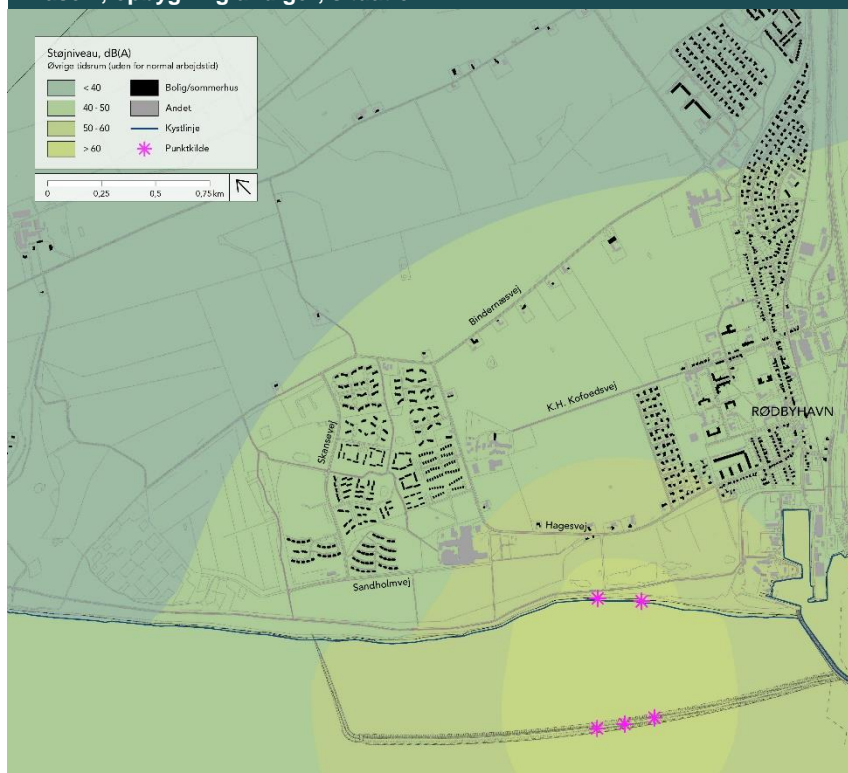 Støjniveau, dB(A)
Øvrige tidsrum (uden for normal arbejdstid)
< 40
Bolig/sommerhus
40 - 50
Andet
50 - 60
Kystlinje
> 60
Punktkilde
0 0,25 0,5 0,75 km
Bindernæsvej
K.H. Kofoedsvej
RØDBYHAVN
Skansevej
Høgesvej
Sandholmvej